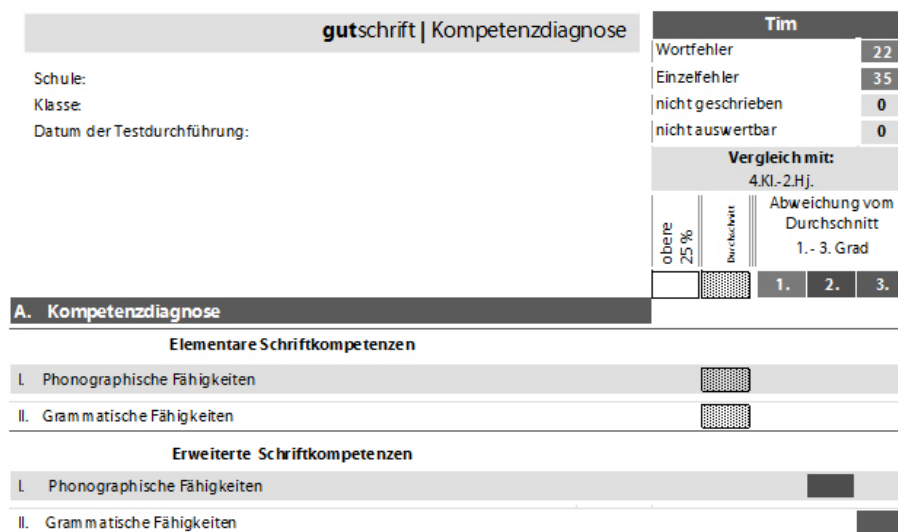 gutschrift | Kompetenzdiagnose
Tim
Wortfehler 22
Schule:
Einzelfehler 35
Klasse:
nicht geschrieben 0
Datum der Testdurchführung:
nicht auswertbar 0
Vergleich mit:
4.Kl.-2.Hj.
obere 25 %
Durchschnitt
Abweichung vom
Durchschnitt
1.- 3. Grad
1. 2. 3.
A. Kompetenzdiagnose
Elementare Schriftkompetenzen
I. Phonographische Fähigkeiten
II. Grammatische Fähigkeiten
Erweiterte Schriftkompetenzen
I. Phonographische Fähigkeiten
II. Grammatische Fähigkeiten